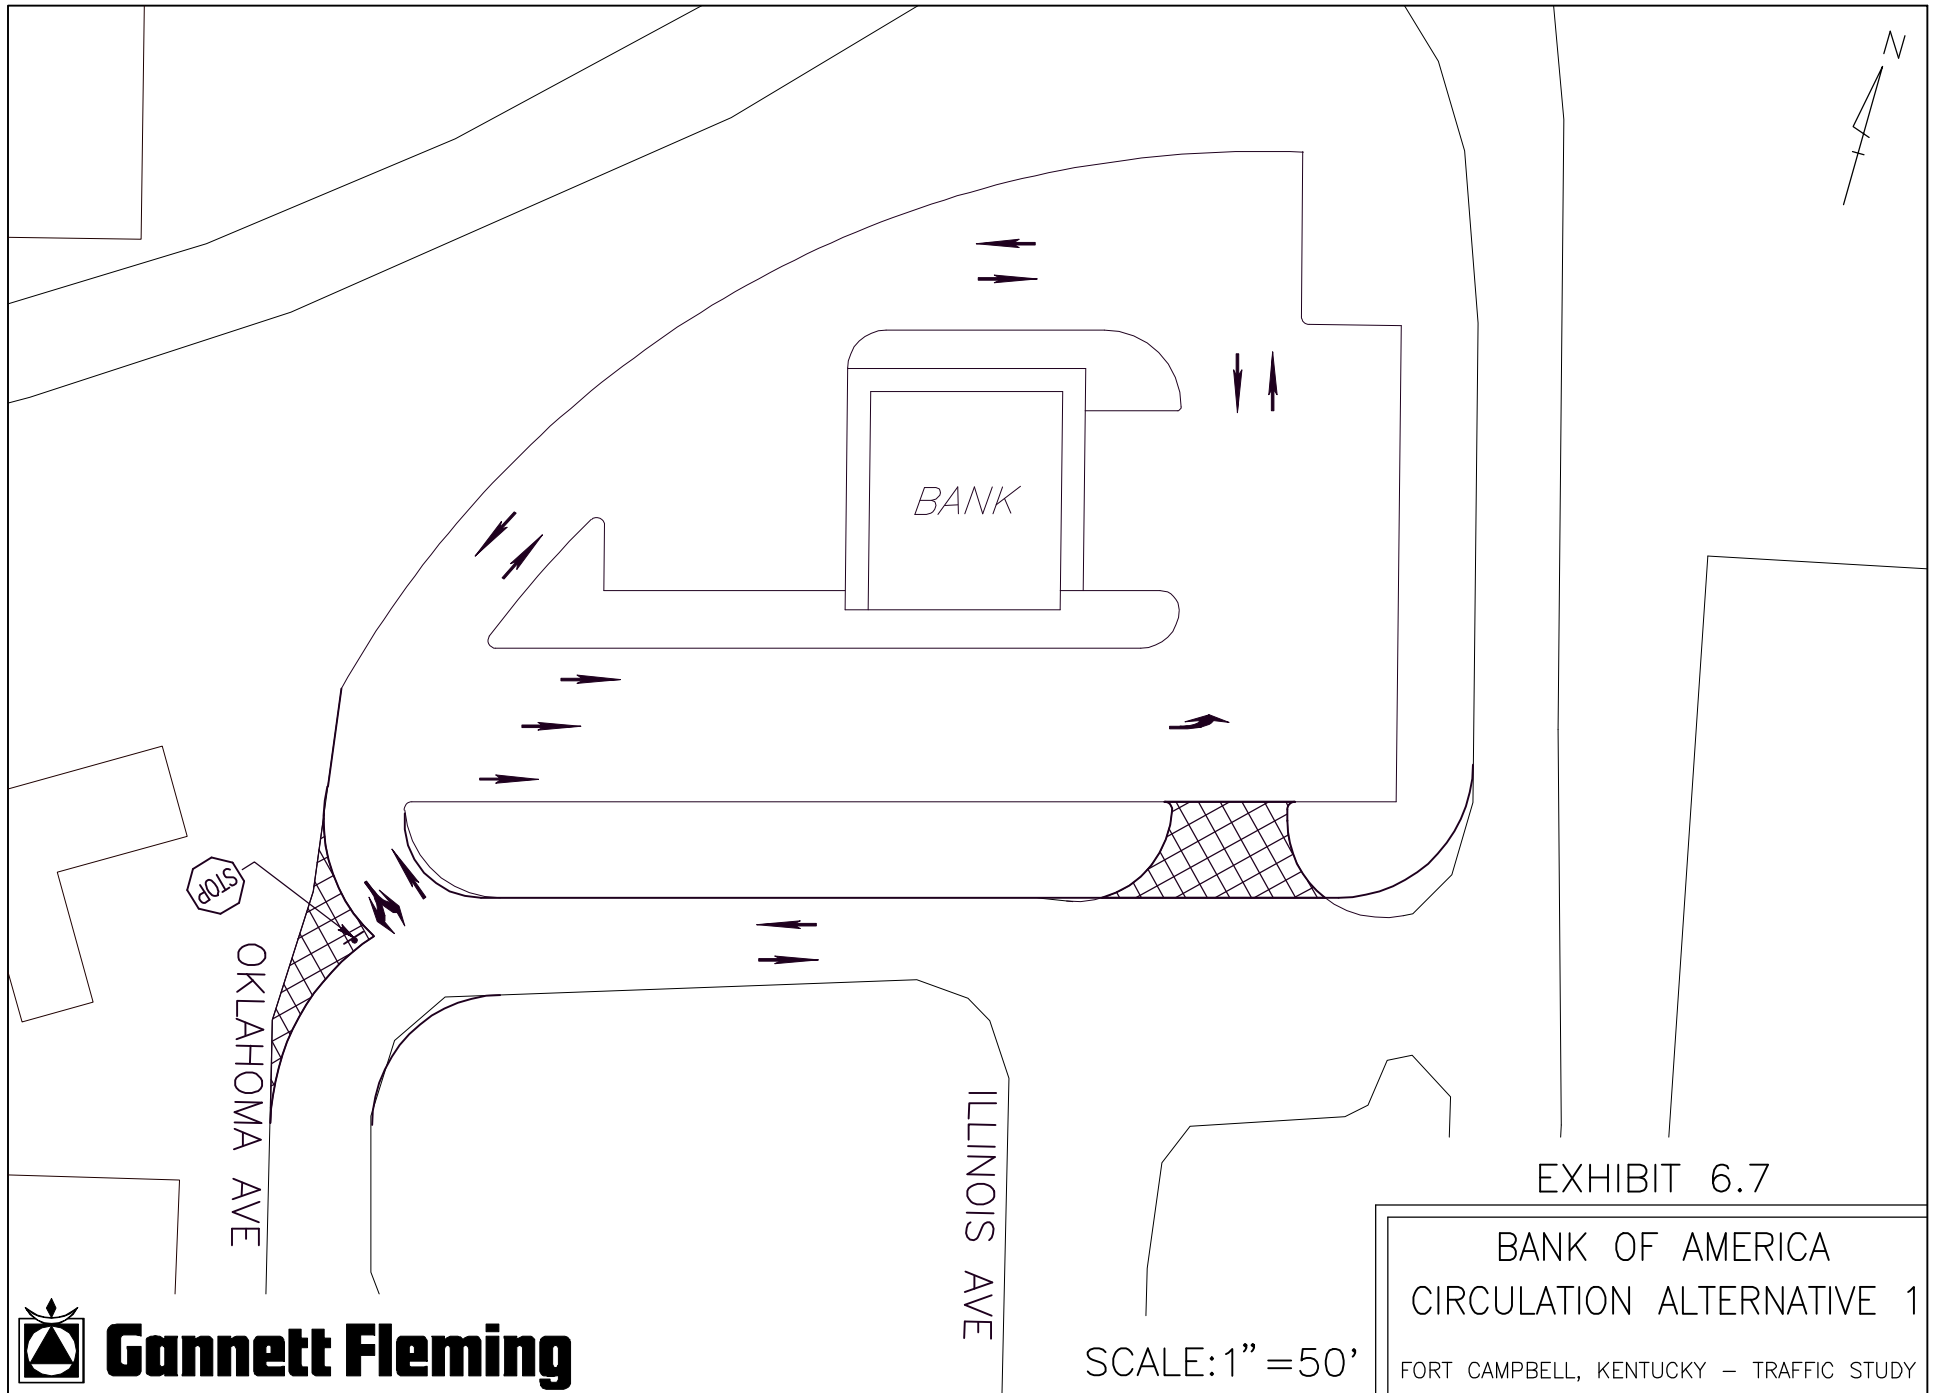 N
BANK
STOP
OKLAHOMA AVE
ILLINOIS AVE
EXHIBIT 6.7
BANK OF AMERICA
CIRCULATION ALTERNATIVE 1
FORT CAMPBELL, KENTUCKY – TRAFFIC STUDY
SCALE: 1” =50’
Gannett Fleming